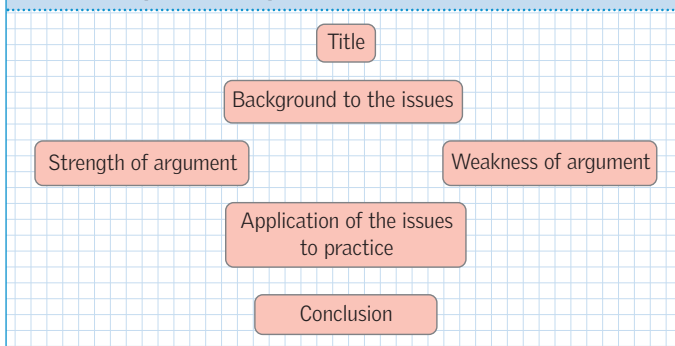 Title
Background to the issues
Strength of argument
Weakness of argument
Application of the issues
to practice
Conclusion